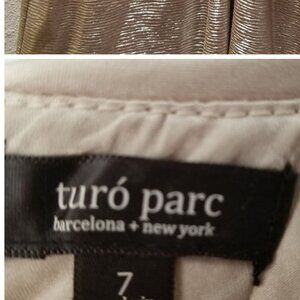 turó parc
barcelona + new york
7